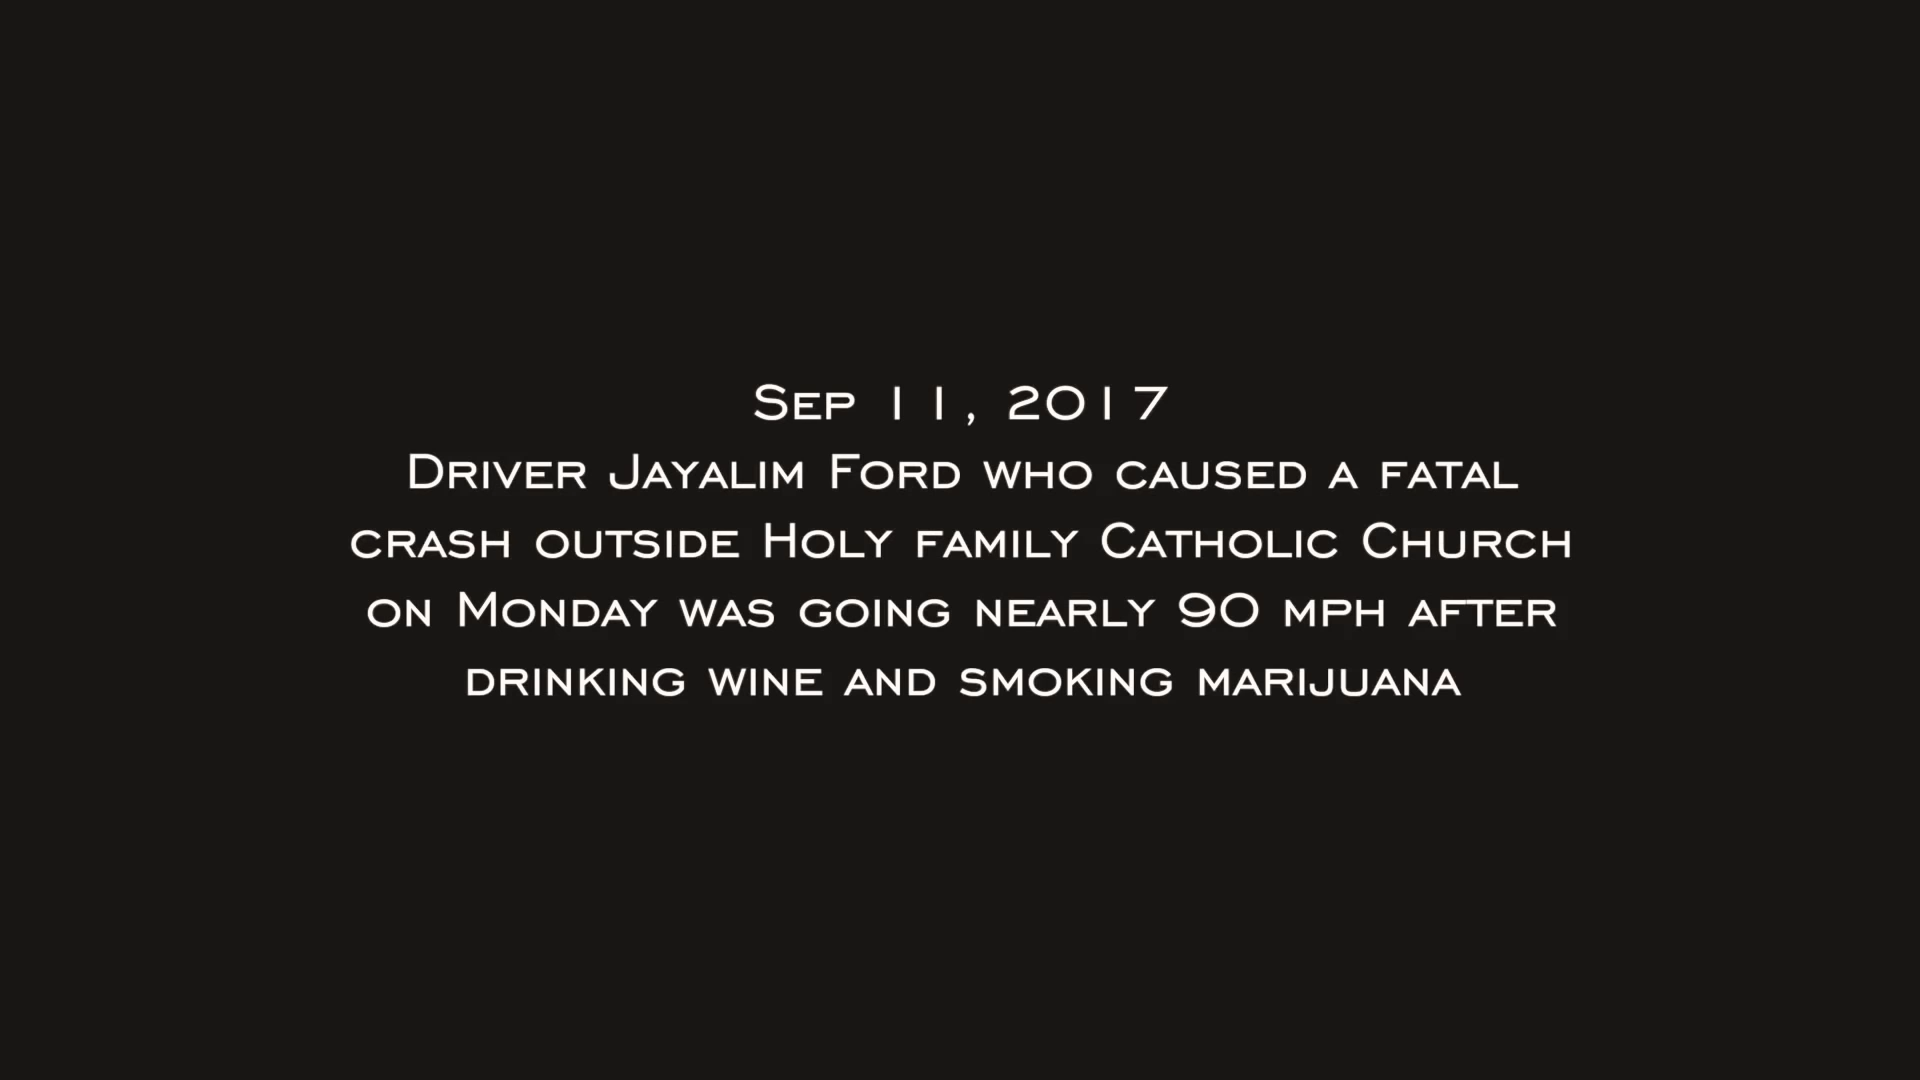 Sep 11, 2017
Driver Jayalim Ford who caused a fatal
crash outside Holy family Catholic Church
on Monday was going nearly 90 mph after
drinking wine and smoking marijuana